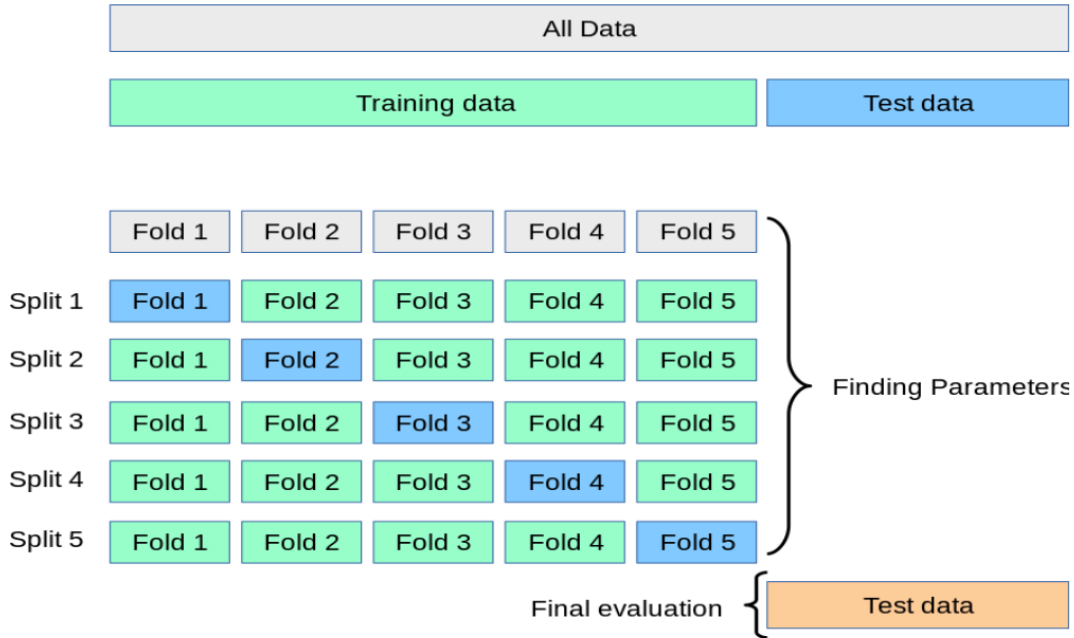 All Data
Training data Test data
Fold 1 Fold 2 Fold 3 Fold 4 Fold 5
Split 1 Fold 1 Fold 2 Fold 3 Fold 4 Fold 5
Split 2 Fold 1 Fold 2 Fold 3 Fold 4 Fold 5
Finding Parameters
Split 3 Fold 1 Fold 2 Fold 3 Fold 4 Fold 5
Split 4 Fold 1 Fold 2 Fold 3 Fold 4 Fold 5
Split 5 Fold 1 Fold 2 Fold 3 Fold 4 Fold 5
Final evaluation Test data